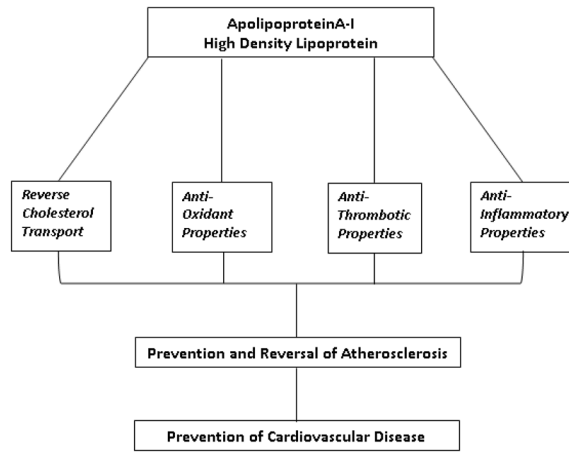 ApolipoproteinA-I
High Density Lipoprotein
Reverse
Cholesterol
Transport
Anti-
Oxidant
Properties
Anti-
Thrombotic
Properties
Anti-
Inflammatory
Properties
Prevention and Reversal of Atherosclerosis
Prevention of Cardiovascular Disease